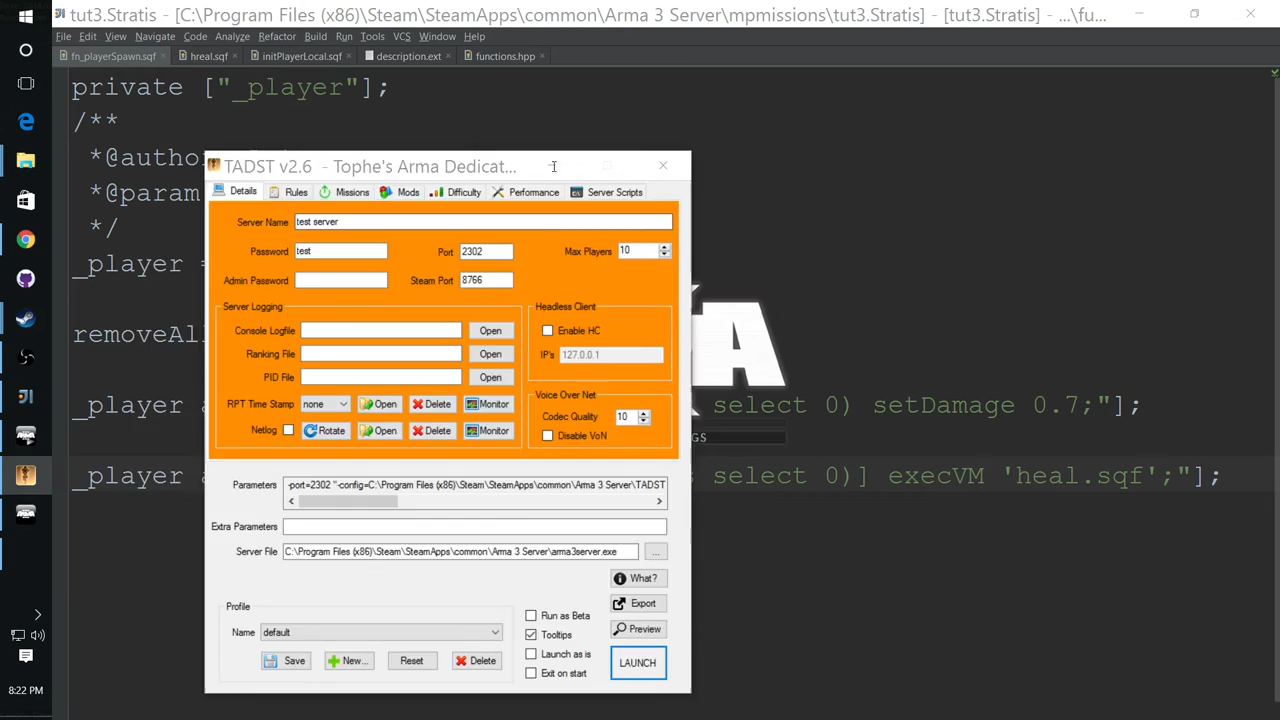 tut3.Stratis - [C:\Program Files (x86)\Steam\SteamApps\common\Arma 3 Server\mpmissions\tut3.Stratis] - [tut3.Stratis] - ...\fu...
File Edit View Navigate Code Analyze Refactor Build Run Tools VCS Window Help
fn_playerSpawn.sqf hreal.sqf initPlayerLocal.sqf description.ext functions.hpp
private ["_player"];
/**
*@autho
*@param
*/
_player =
removeAl
_player a
select 0) setDamage 0.7;"];
_player a
select 0)] execVM 'heal.sqf';"];
TADST v2.6 - Tophe's Arma Dedicat...
Details Rules Missions Mods Difficulty Performance Server Scripts
Server Name test server
Password test Port 2302 Max Players 10
Admin Password Steam Port 8766
Server Logging
Headless Client
Console Logfile Open
Enable HC
Ranking File Open
IP's 127.0.0.1
PID File Open
Voice Over Net
RPT Time Stamp none Open Delete Monitor
Codec Quality 10
Netlog Rotate Open Delete Monitor
Disable VoN
Parameters -port=2302 "-config=C:\Program Files (x86)\Steam\SteamApps\common\Arma 3 Server\TADST
Extra Parameters
Server File C:\Program Files (x86)\Steam\SteamApps\common\Arma 3 Server\arma3server.exe ...
What?
Export
Profile
Run as Beta
Preview
Name default
Tooltips
Launch as is
LAUNCH
Save New... Reset Delete
Exit on start
8:22 PM